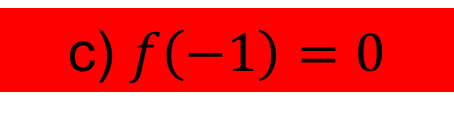 c) f(−1) = 0